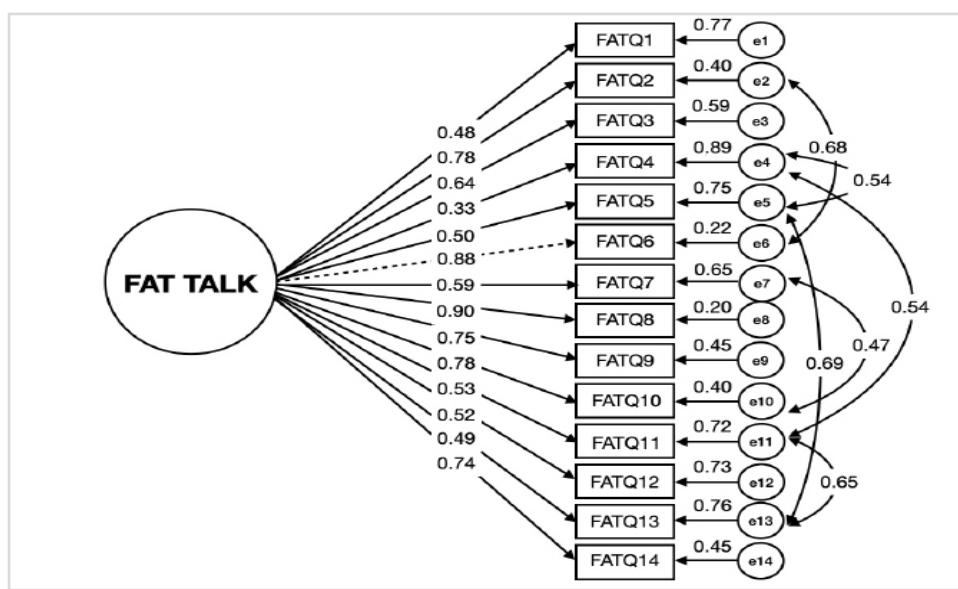 FAT TALK
0.48
0.78
0.64
0.33
0.50
0.88
0.59
0.90
0.75
0.78
0.53
0.52
0.49
0.74
FATQ1 0.77 e1
FATQ2 0.40 e2
FATQ3 0.59 e3
FATQ4 0.89 e4
FATQ5 0.75 e5
FATQ6 0.22 e6
FATQ7 0.65 e7
FATQ8 0.20 e8
FATQ9 0.45 e9
FATQ10 0.40 e10
FATQ11 0.72 e11
FATQ12 0.73 e12
FATQ13 0.76 e13
FATQ14 0.45 e14
0.68
0.54
0.54
0.47
0.69
0.65